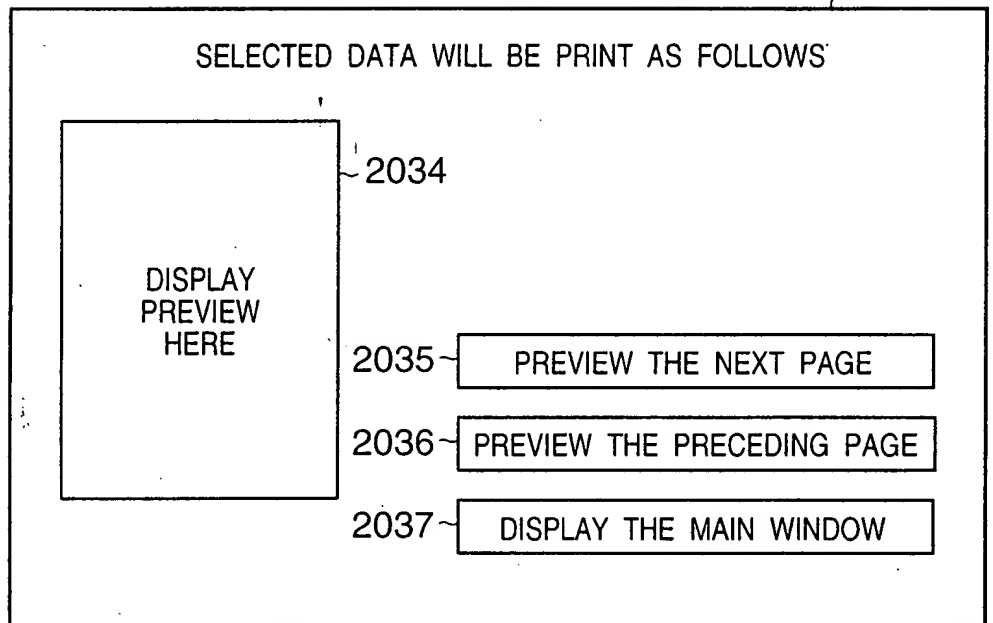 SELECTED DATA WILL BE PRINT AS FOLLOWS
2034
DISPLAY
PREVIEW
HERE
2035 PREVIEW THE NEXT PAGE
2036 PREVIEW THE PRECEDING PAGE
2037 DISPLAY THE MAIN WINDOW